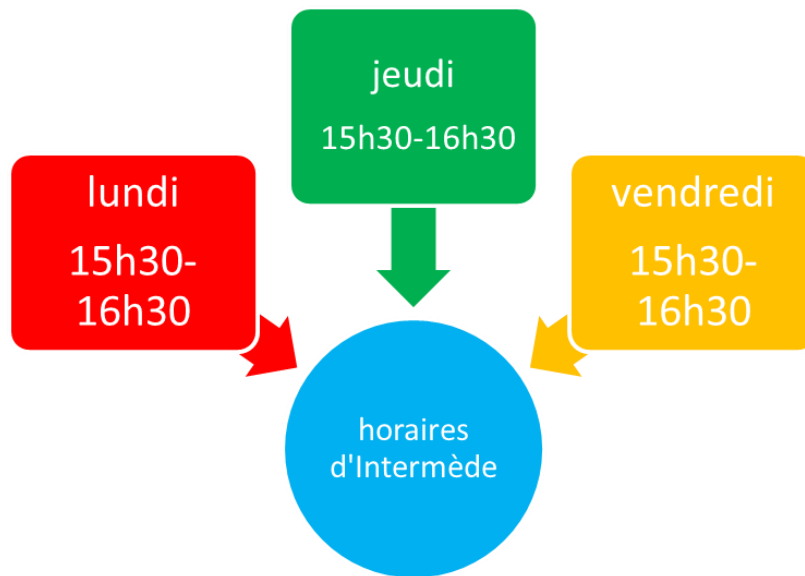 lundi
15h30-
16h30
jeudi
15h30-16h30
vendredi
15h30-
16h30
horaires
d'Intermède